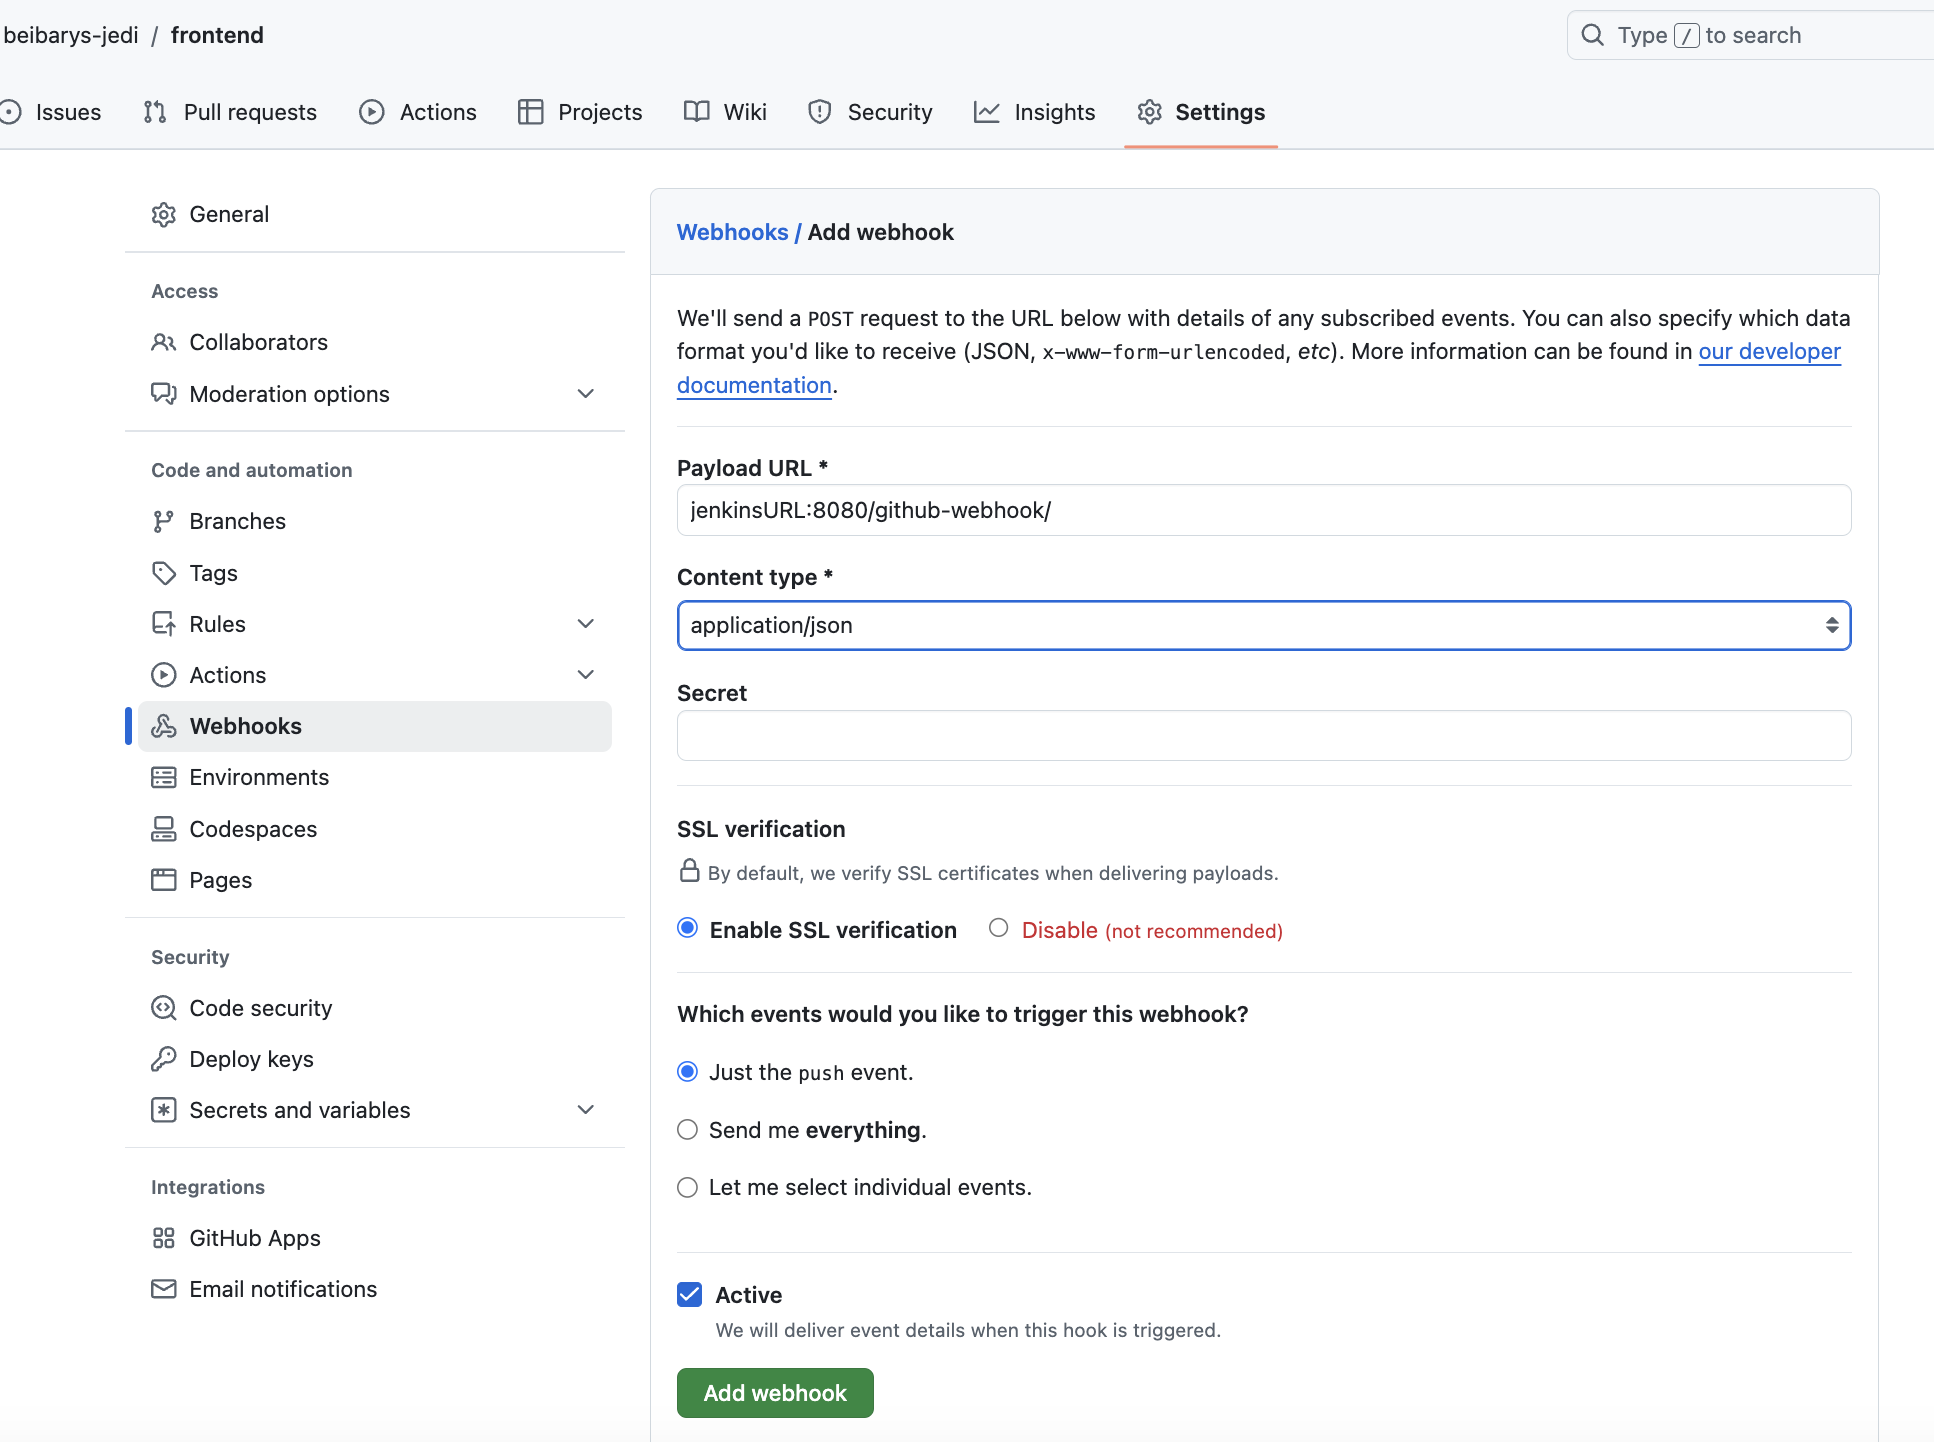 beibarys-jedi / frontend
Type / to search
Issues Pull requests Actions Projects Wiki Security Insights Settings
General
Access
Collaborators
Moderation options
Code and automation
Branches
Tags
Rules
Actions
Webhooks
Environments
Codespaces
Pages
Security
Code security
Deploy keys
Secrets and variables
Integrations
GitHub Apps
Email notifications
Webhooks / Add webhook
We'll send a POST request to the URL below with details of any subscribed events. You can also specify which data
format you'd like to receive (JSON, x-www-form-urlencoded, etc). More information can be found in our developer
documentation.
Payload URL *
jenkinsURL:8080/github-webhook/
Content type *
application/json
Secret
SSL verification
By default, we verify SSL certificates when delivering payloads.
Enable SSL verification Disable (not recommended)
Which events would you like to trigger this webhook?
Just the push event.
Send me everything.
Let me select individual events.
Active
We will deliver event details when this hook is triggered.
Add webhook